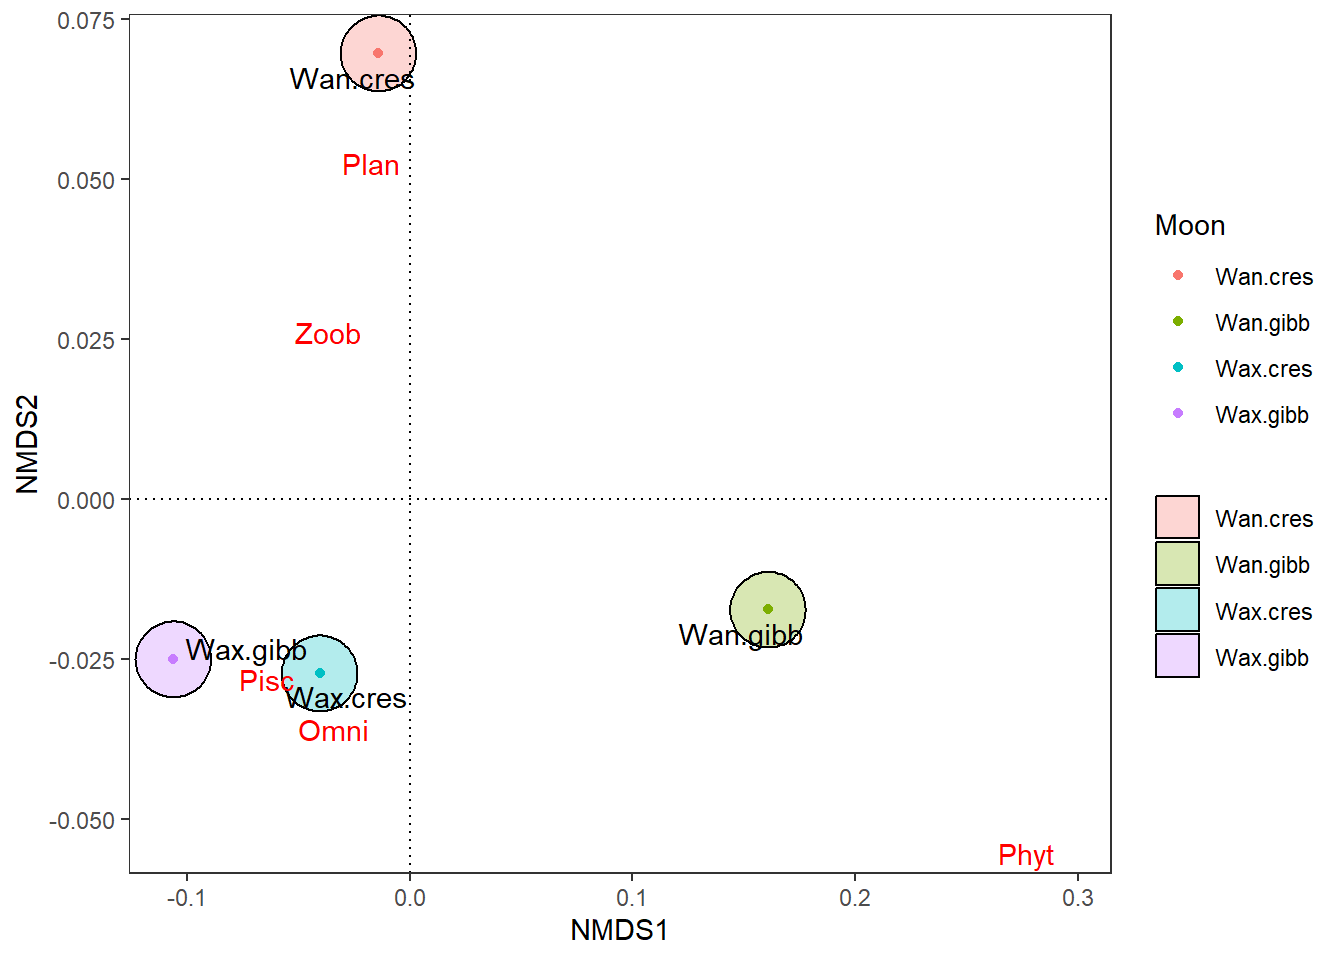 0.075
0.050
0.025
0.000
-0.025
-0.050
NMDS2
Wan.cres
Plan
Zoob
Wan.gibb
Wax.gibb
Pisc
Wax.cres
Omni
Phyt
-0.1 0.0 0.1 0.2 0.3
NMDS1
Moon
Wan.cres
Wan.gibb
Wax.cres
Wax.gibb
Wan.cres
Wan.gibb
Wax.cres
Wax.gibb